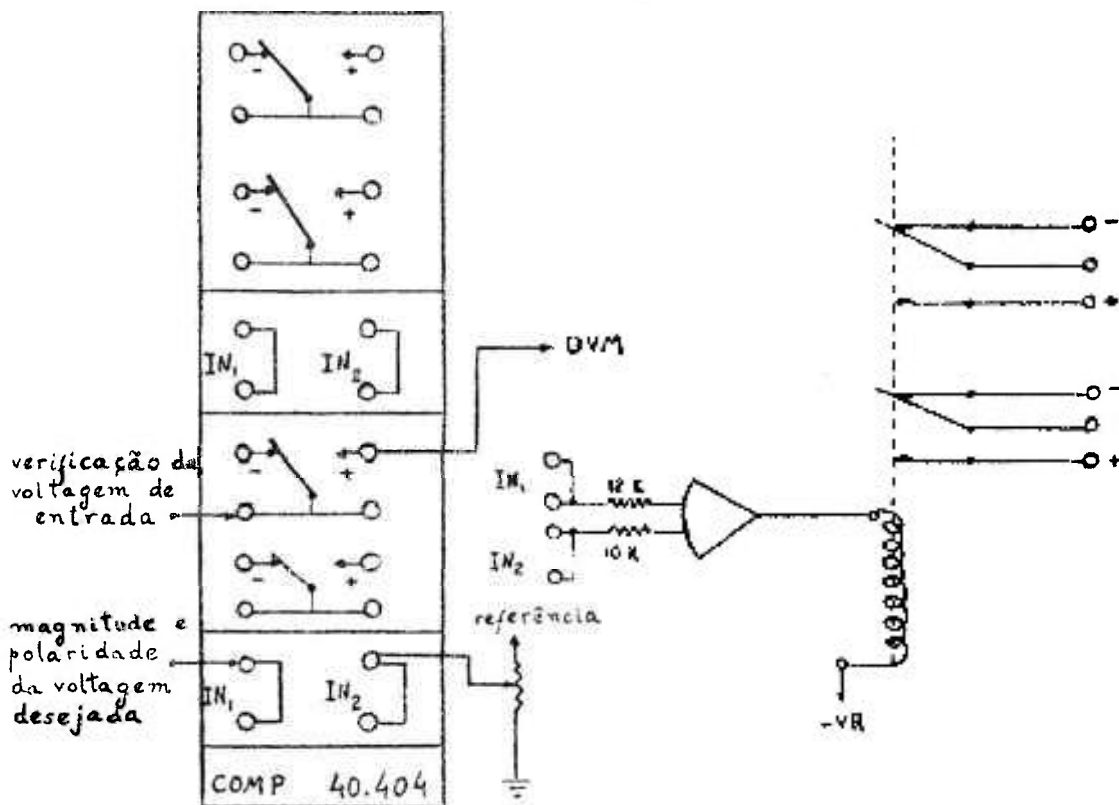 -
+
-
+
IN₁
IN₂
DVM
verificação da
voltagem de
entrada
-
+
-
+
magnitude e
polaridade
da voltagem
desejada
IN₁
IN₂
COMP 40.404
IN₁
12 K
10 K
IN₂
referência
-VR
-
+
-
+